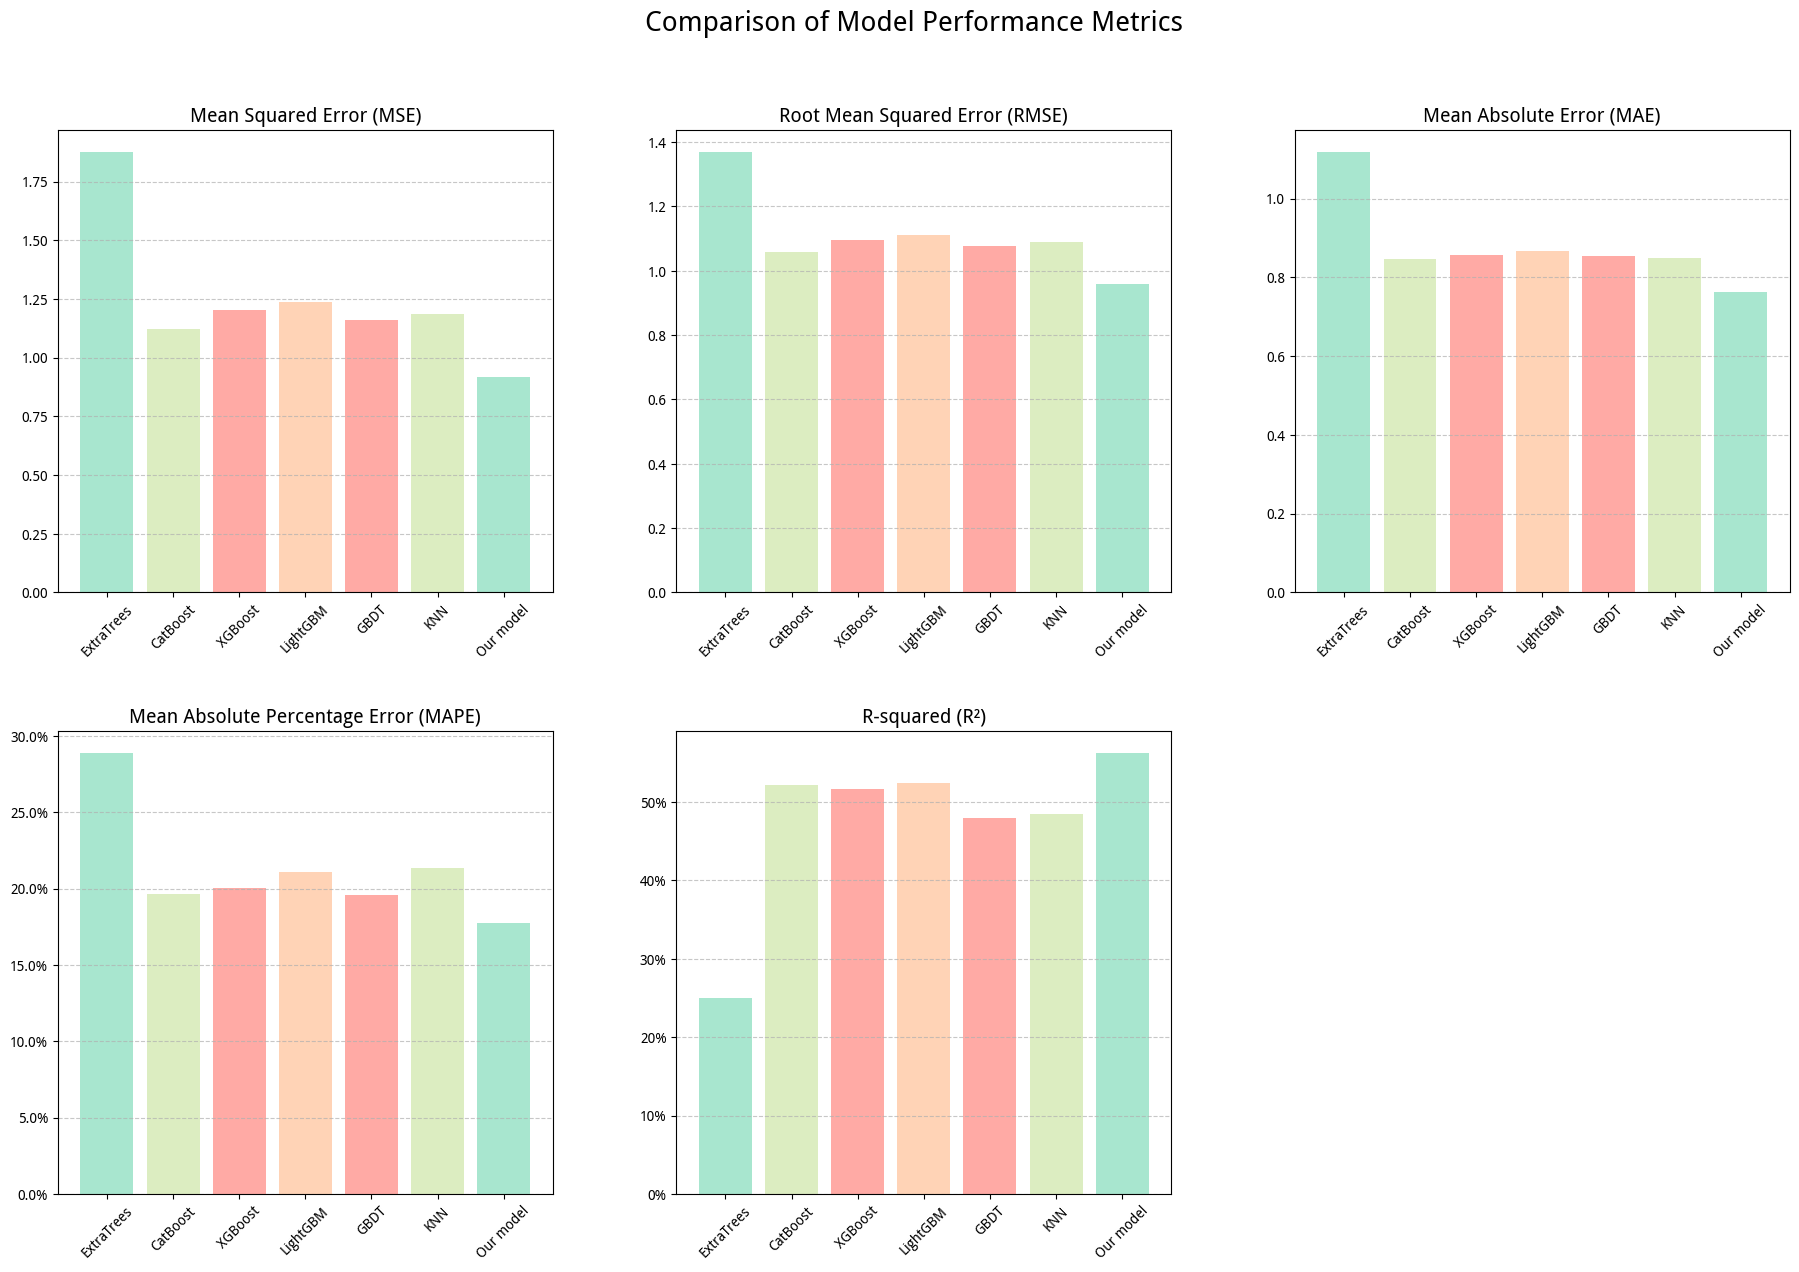 Comparison of Model Performance Metrics
Mean Squared Error (MSE)
1.75
1.50
1.25
1.00
0.75
0.50
0.25
0.00
ExtraTrees
CatBoost
XGBoost
LightGBM
GBDT
KNN
Our model
Root Mean Squared Error (RMSE)
1.4
1.2
1.0
0.8
0.6
0.4
0.2
0.0
ExtraTrees
CatBoost
XGBoost
LightGBM
GBDT
KNN
Our model
Mean Absolute Error (MAE)
1.0
0.8
0.6
0.4
0.2
0.0
ExtraTrees
CatBoost
XGBoost
LightGBM
GBDT
KNN
Our model
Mean Absolute Percentage Error (MAPE)
30.0%
25.0%
20.0%
15.0%
10.0%
5.0%
0.0%
ExtraTrees
CatBoost
XGBoost
LightGBM
GBDT
KNN
Our model
R-squared (R²)
50%
40%
30%
20%
10%
0%
ExtraTrees
CatBoost
XGBoost
LightGBM
GBDT
KNN
Our model